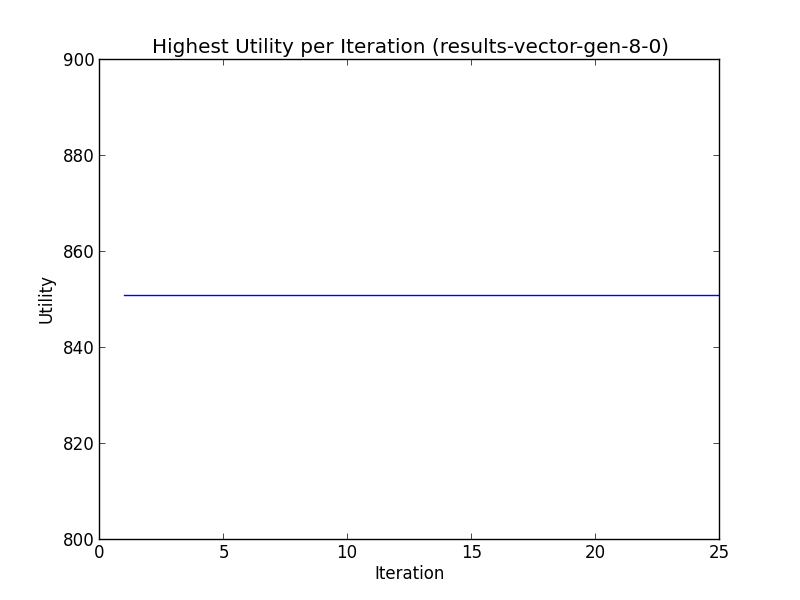 Highest Utility per Iteration (results-vector-gen-8-0)
900
880
860
840
820
800
Utility
0 5 10 15 20 25
Iteration